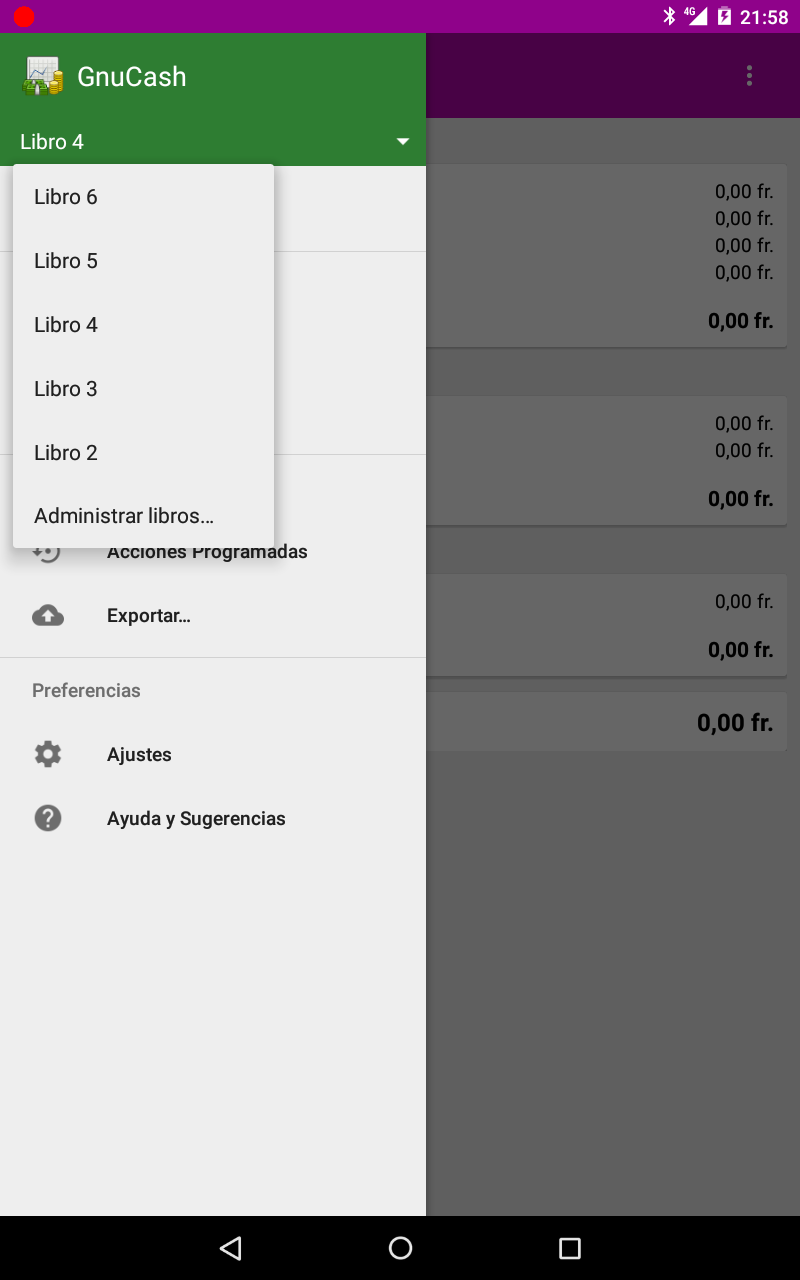 4G 21:58
GnuCash
Libro 4
Libro 6
Libro 5
Libro 4
Libro 3
Libro 2
Administrar libros…
Acciones Programadas
Exportar…
Preferencias
Ajustes
Ayuda y Sugerencias
0,00 fr.
0,00 fr.
0,00 fr.
0,00 fr.
0,00 fr.
0,00 fr.
0,00 fr.
0,00 fr.
0,00 fr.
0,00 fr.
0,00 fr.